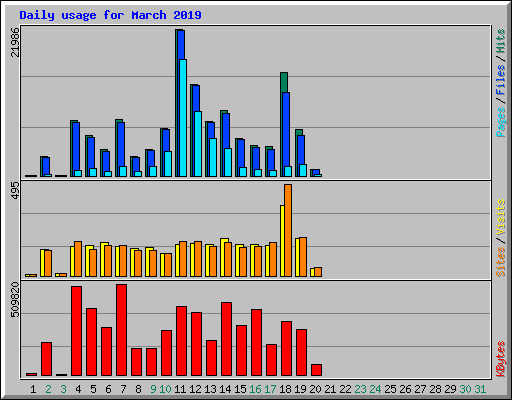 Daily usage for March 2019
21986
Pages / Files / Hits
495
Sites / Visits
509820
KBytes
1 2 3 4 5 6 7 8 9 10 11 12 13 14 15 16 17 18 19 20 21 22 23 24 25 26 27 28 29 30 31